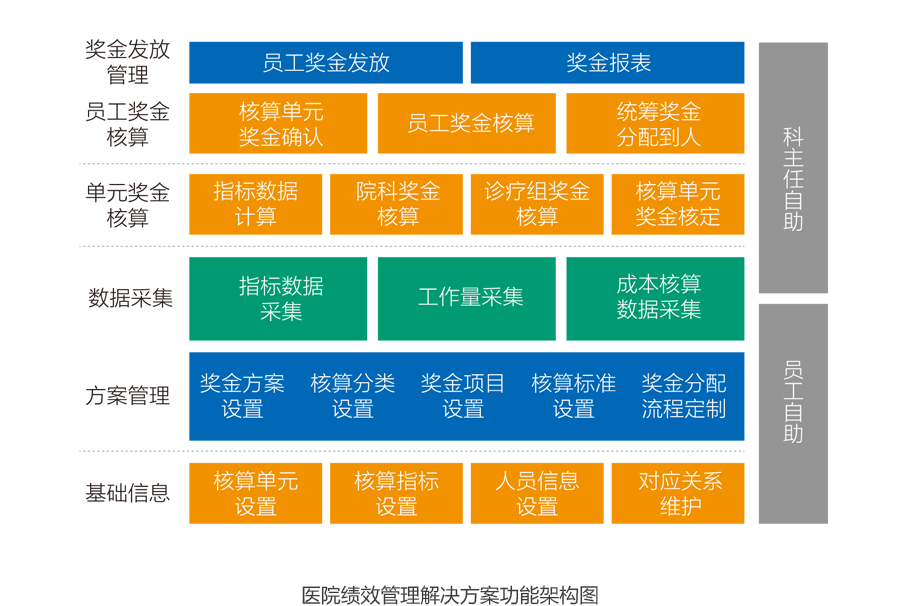 奖金发放
管理
员工奖金发放
奖金报表
员工奖金
核算
核算单元
奖金确认
员工奖金核算
统筹奖金
分配到人
单元奖金
核算
指标数据
计算
院科奖金
核算
诊疗组奖金
核算
核算单元
奖金核定
科主任自助
数据采集
指标数据
采集
工作量采集
成本核算
数据采集
方案管理
奖金方案
设置
核算分类
设置
奖金项目
设置
核算标准
设置
奖金分配
流程定制
基础信息
核算单元
设置
核算指标
设置
人员信息
设置
对应关系
维护
员工自助
医院绩效管理解决方案功能架构图